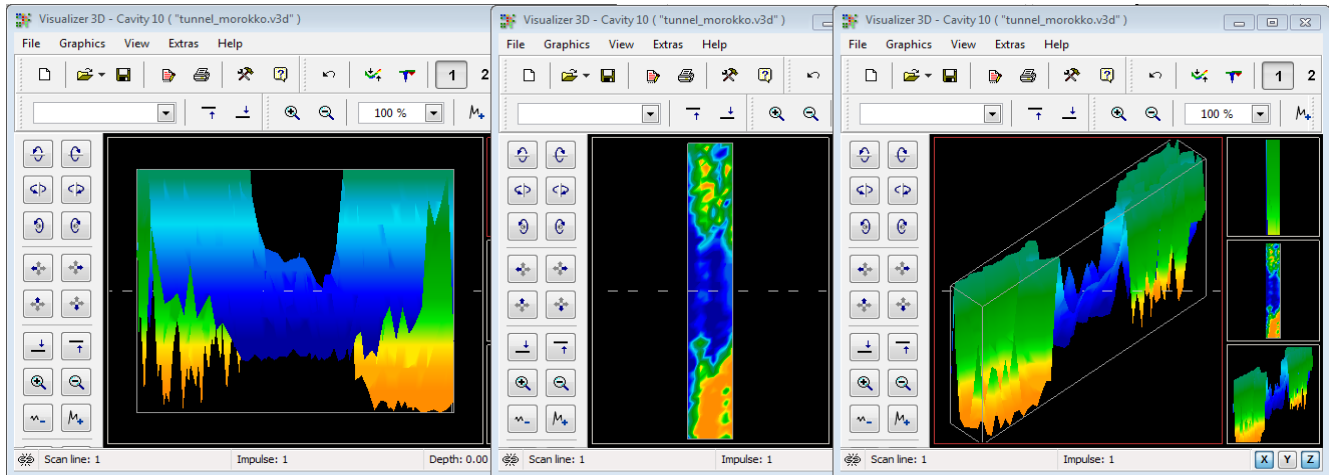 Visualizer 3D - Cavity 10 ( "tunnel_morokko.v3d" )
File Graphics View Extras Help
1 2
100 %
Scan line: 1 Impulse: 1 Depth: 0.00
Visualizer 3D - Cavity 10 ( "tunnel_morokko.v3d" )
File Graphics View Extras Help
Scan line: 1 Impulse: 1
Visualizer 3D - Cavity 10 ( "tunnel_morokko.v3d" )
File Graphics View Extras Help
1 2
100 %
Scan line: 1 Impulse: 1 X Y Z